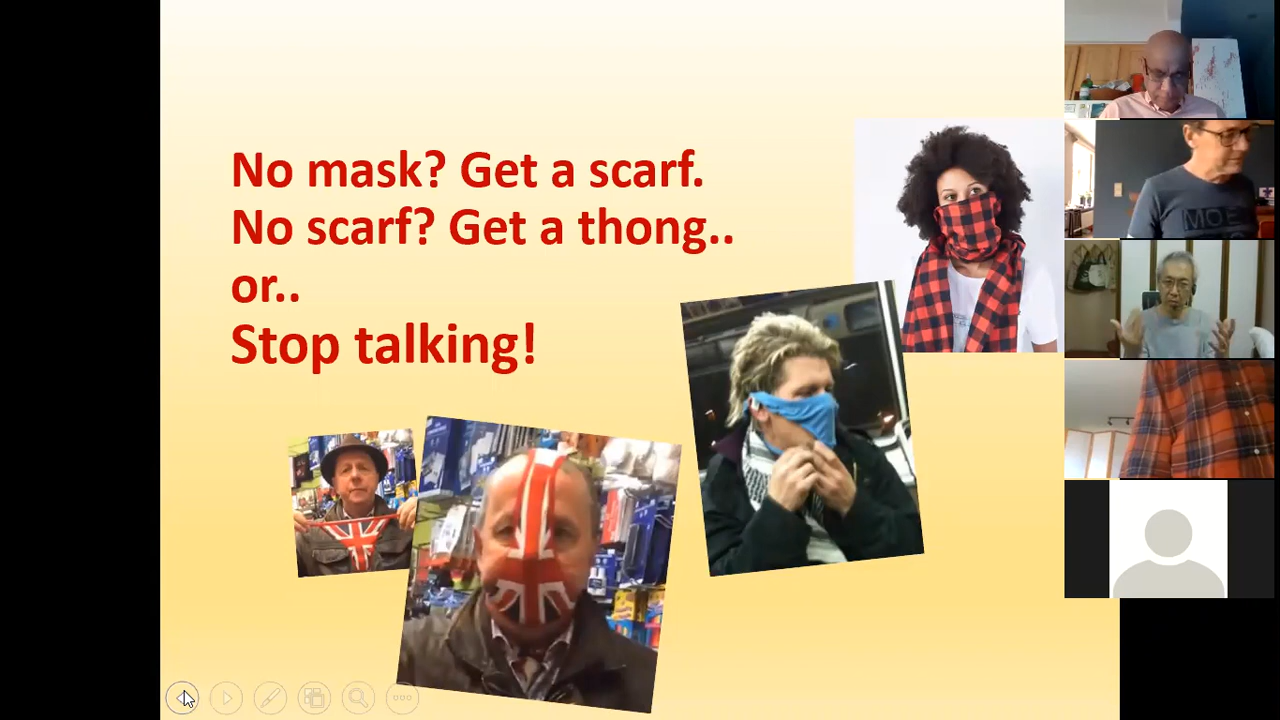 No mask? Get a scarf.
No scarf? Get a thong..
or..
Stop talking!